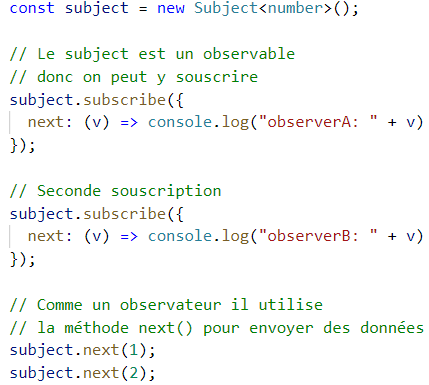 const subject = new Subject<number>();
// Le subject est un observable
// donc on peut y souscrire
subject.subscribe({
next: (v) => console.log("observerA: " + v)
});
// Seconde souscription
subject.subscribe({
next: (v) => console.log("observerB: " + v)
});
// Comme un observateur il utilise
// la méthode next() pour envoyer des données
subject.next(1);
subject.next(2);